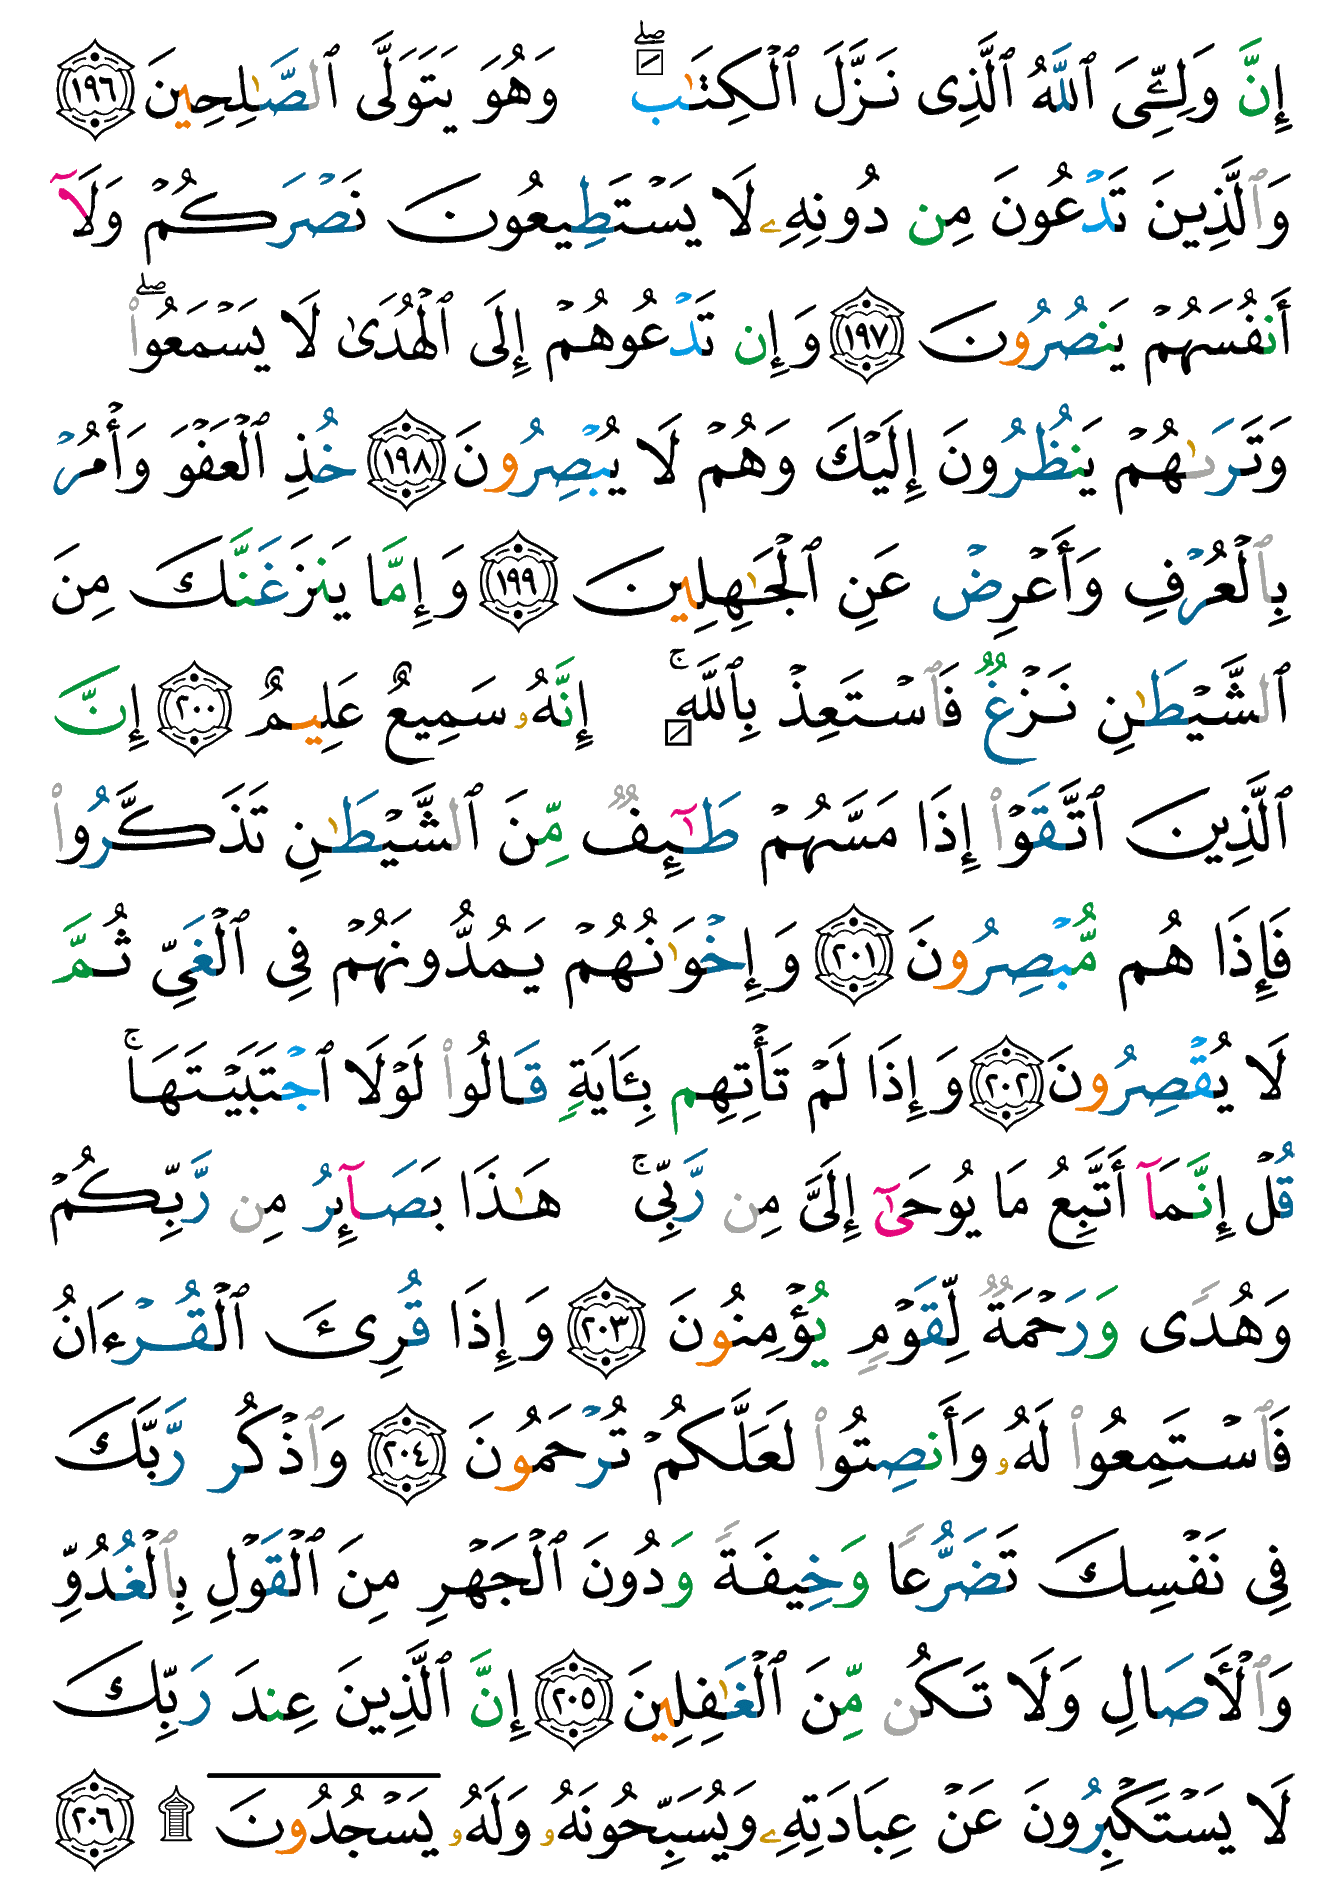 إِنَّ وَلِـِّۧىَ ٱللَّهُ ٱلَّذِى نَزَّلَ ٱلْكِتَـٰبَ ۖ وَهُوَ يَتَوَلَّى ٱلصَّـٰلِحِينَ ١٩٦
وَٱلَّذِينَ تَدْعُونَ مِن دُونِهِۦ لَا يَسْتَطِيعُونَ نَصْرَكُمْ وَلَآ
أَنفُسَهُمْ يَنصُرُونَ ١٩٧ وَإِن تَدْعُوهُمْ إِلَى ٱلْهُدَىٰ لَا يَسْمَعُوا۟ ۖ
وَتَرَىٰهُمْ يَنظُرُونَ إِلَيْكَ وَهُمْ لَا يُبْصِرُونَ ١٩٨ خُذِ ٱلْعَفْوَ وَأْمُرْ
بِٱلْعُرْفِ وَأَعْرِضْ عَنِ ٱلْجَـٰهِلِينَ ١٩٩ وَإِمَّا يَنزَغَنَّكَ مِنَ
ٱلشَّيْطَـٰنِ نَزْغٌ فَٱسْتَعِذْ بِٱللَّهِ ۚ إِنَّهُۥ سَمِيعٌ عَلِيمٌ ٢٠٠ إِنَّ
ٱلَّذِينَ ٱتَّقَوْا۟ إِذَا مَسَّهُمْ طَـٰٓئِفٌ مِّنَ ٱلشَّيْطَـٰنِ تَذَكَّرُوا۟
فَإِذَا هُم مُّبْصِرُونَ ٢٠١ وَإِخْوَٰنُهُمْ يَمُدُّونَهُمْ فِى ٱلْغَىِّ ثُمَّ
لَا يُقْصِرُونَ ٢٠٢ وَإِذَا لَمْ تَأْتِهِم بِـَٔايَةٍ قَالُوا۟ لَوْلَا ٱجْتَبَيْتَهَا ۚ
قُلْ إِنَّمَآ أَتَّبِعُ مَا يُوحَىٰٓ إِلَىَّ مِن رَّبِّى ۚ هَـٰذَا بَصَآئِرُ مِن رَّبِّكُمْ
وَهُدًى وَرَحْمَةٌ لِّقَوْمٍ يُؤْمِنُونَ ٢٠٣ وَإِذَا قُرِئَ ٱلْقُرْءَانُ
فَٱسْتَمِعُوا۟ لَهُۥ وَأَنصِتُوا۟ لَعَلَّكُمْ تُرْحَمُونَ ٢٠٤ وَٱذْكُر رَّبَّكَ
فِى نَفْسِكَ تَضَرُّعًا وَخِيفَةً وَدُونَ ٱلْجَهْرِ مِنَ ٱلْقَوْلِ بِٱلْغُدُوِّ
وَٱلْـَٔاصَالِ وَلَا تَكُن مِّنَ ٱلْغَـٰفِلِينَ ٢٠٥ إِنَّ ٱلَّذِينَ عِندَ رَبِّكَ
لَا يَسْتَكْبِرُونَ عَنْ عِبَادَتِهِۦ وَيُسَبِّحُونَهُۥ وَلَهُۥ يَسْجُدُونَ ۩ ٢٠٦